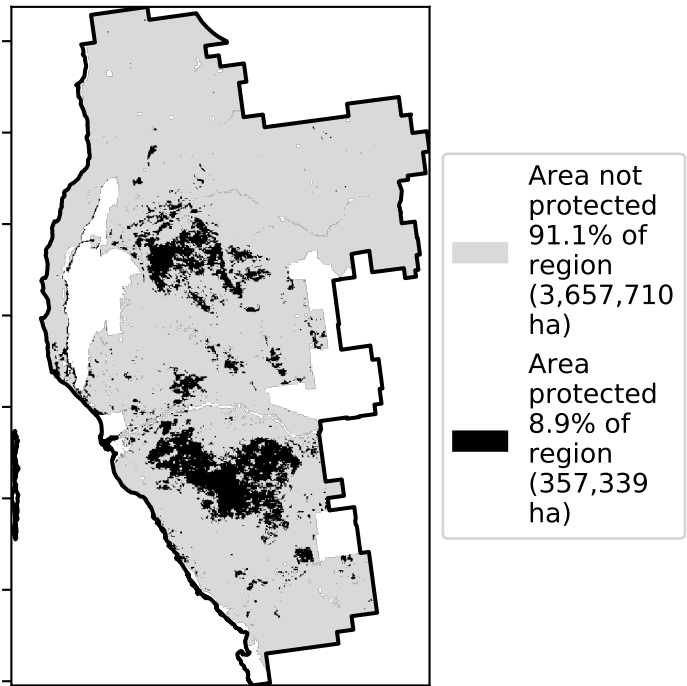 Area not
protected
91.1% of
region
(3,657,710
ha)
Area
protected
8.9% of
region
(357,339
ha)